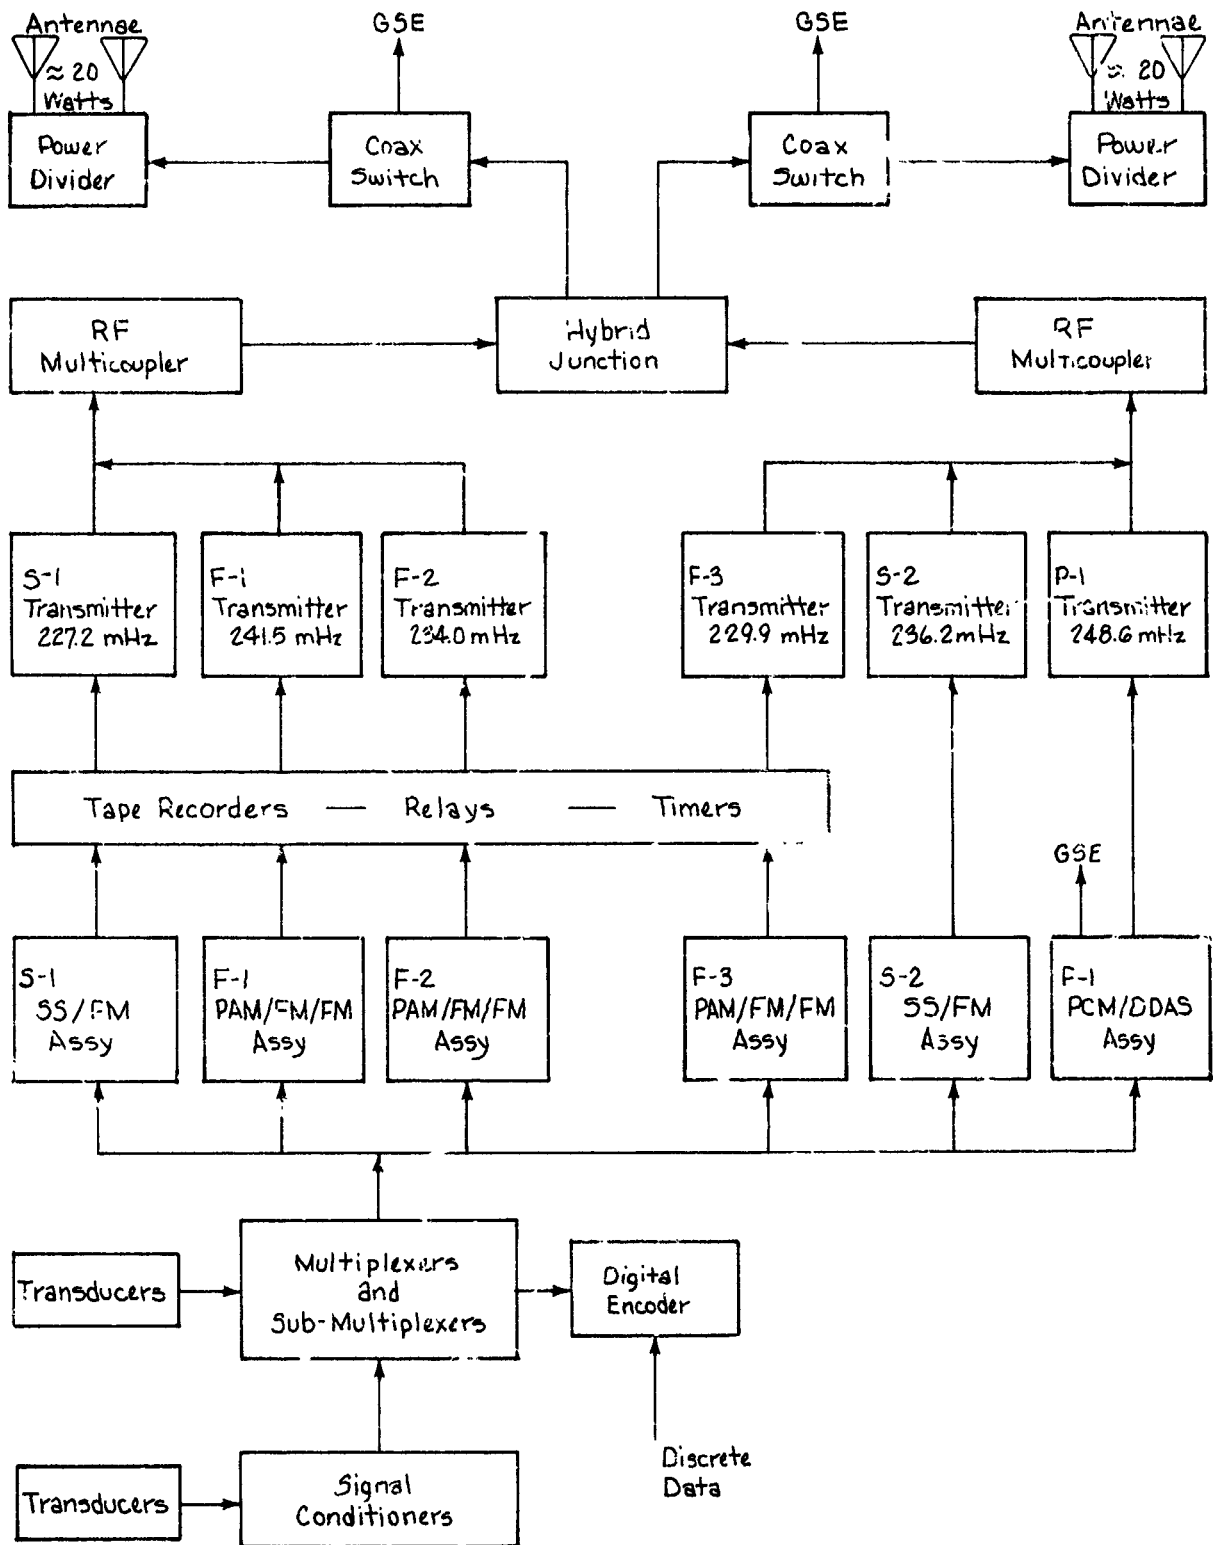 Antennae
GSE
GSE
Antennae
≈ 20
Watts
≈ 20
Watts
Power
Divider
Coax
Switch
Coax
Switch
Power
Divider
RF
Multicoupler
Hybrid
Junction
RF
Multicoupler
S-1
Transmitter
227.2 mHz
F-1
Transmitter
241.5 mHz
F-2
Transmitter
234.0 mHz
F-3
Transmitter
229.9 mHz
S-2
Transmitter
236.2 mHz
P-1
Transmitter
248.6 mHz
Tape Recorders — Relays — Timers
GSE
S-1
SS/FM
Assy
F-1
PAM/FM/FM
Assy
F-2
PAM/FM/FM
Assy
F-3
PAM/FM/FM
Assy
S-2
SS/FM
Assy
F-1
PCM/DDAS
Assy
Transducers
Multiplexers
and
Sub-Multiplexers
Digital
Encoder
Discrete
Data
Transducers
Signal
Conditioners